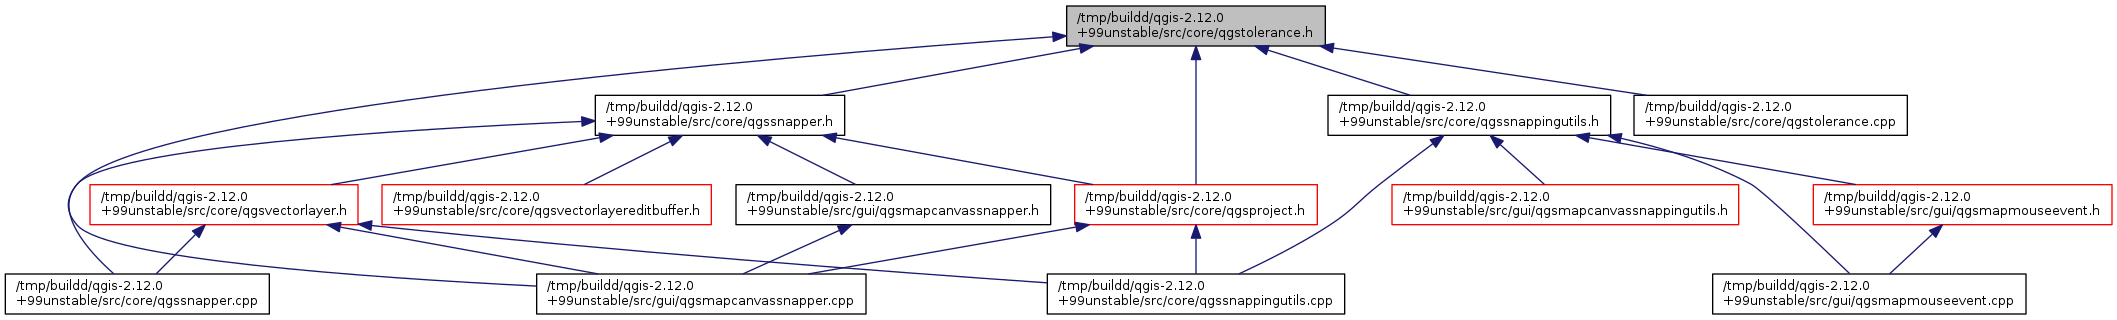 /tmp/buildd/qgis-2.12.0
+99unstable/src/core/qgstolerance.h
/tmp/buildd/qgis-2.12.0
+99unstable/src/core/qgssnapper.h
/tmp/buildd/qgis-2.12.0
+99unstable/src/core/qgssnappingutils.h
/tmp/buildd/qgis-2.12.0
+99unstable/src/core/qgstolerance.cpp
/tmp/buildd/qgis-2.12.0
+99unstable/src/core/qgsvectorlayer.h
/tmp/buildd/qgis-2.12.0
+99unstable/src/core/qgsvectorlayereditbuffer.h
/tmp/buildd/qgis-2.12.0
+99unstable/src/gui/qgsmapcanvassnapper.h
/tmp/buildd/qgis-2.12.0
+99unstable/src/core/qgsproject.h
/tmp/buildd/qgis-2.12.0
+99unstable/src/gui/qgsmapcanvassnappingutils.h
/tmp/buildd/qgis-2.12.0
+99unstable/src/gui/qgsmapmouseevent.h
/tmp/buildd/qgis-2.12.0
+99unstable/src/core/qgssnapper.cpp
/tmp/buildd/qgis-2.12.0
+99unstable/src/gui/qgsmapcanvassnapper.cpp
/tmp/buildd/qgis-2.12.0
+99unstable/src/core/qgssnappingutils.cpp
/tmp/buildd/qgis-2.12.0
+99unstable/src/gui/qgsmapmouseevent.cpp